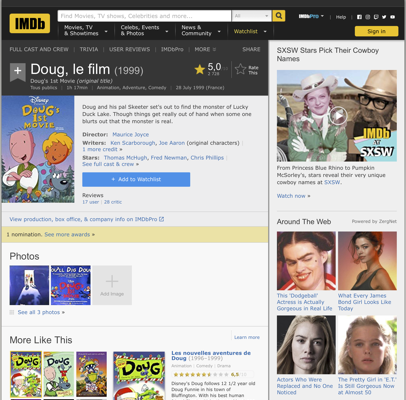 IMDb
Find Movies, TV shows, Celebrities and more...
All
IMDbPro
Help
Movies, TV & Showtimes
Celebs, Events & Photos
News & Community
Watchlist
Sign in
FULL CAST AND CREW | TRIVIA | USER REVIEWS | IMDbPro | MORE
SHARE
Doug, le film (1999)
Doug's 1st Movie (original title)
Tous publics | 1h 17min | Animation, Adventure, Comedy | 28 July 1999 (France)
5,0
Rate This
Disney
DOUG'S 1ST MOVIE
Doug and his pal Skeeter set's out to find the monster of Lucky
Duck Lake. Though things get really out of hand when some one
blurts out that the monster is real.
Director: Maurice Joyce
Writers: Ken Scarborough, Joe Aaron (original characters) |
1 more credit »
Stars: Thomas McHugh, Fred Newman, Chris Phillips |
See full cast & crew »
+ Add to Watchlist
Reviews
17 user | 28 critic
View production, box office, & company info on IMDbPro
1 nomination. See more awards »
Photos
Add Image
See all 3 photos »
More Like This
Learn more
Les nouvelles aventures de
Doug (1996–1999)
Animation | Comedy | Drama
Disney's Doug follows 12 1/2 year old
Doug Funnie in his town of
Bluffington. With his best human
SXSW Stars Pick Their Cowboy
Names
IMDb
AT
SXSW
From Princess Blue Rhino to Pumpkin
McSorley's, stars reveal their very unique
cowboy names at SXSW.
Watch now »
Around The Web
Powered by ZergNet
This 'Dodgeball'
Actress is Actually
Gorgeous in Real Life
What Every James
Bond Girl Looks Like
Today
Actors Who Were
Replaced and No One
The Pretty Girl in 'E.T.'
Is Still Gorgeous Now
at Almost 50